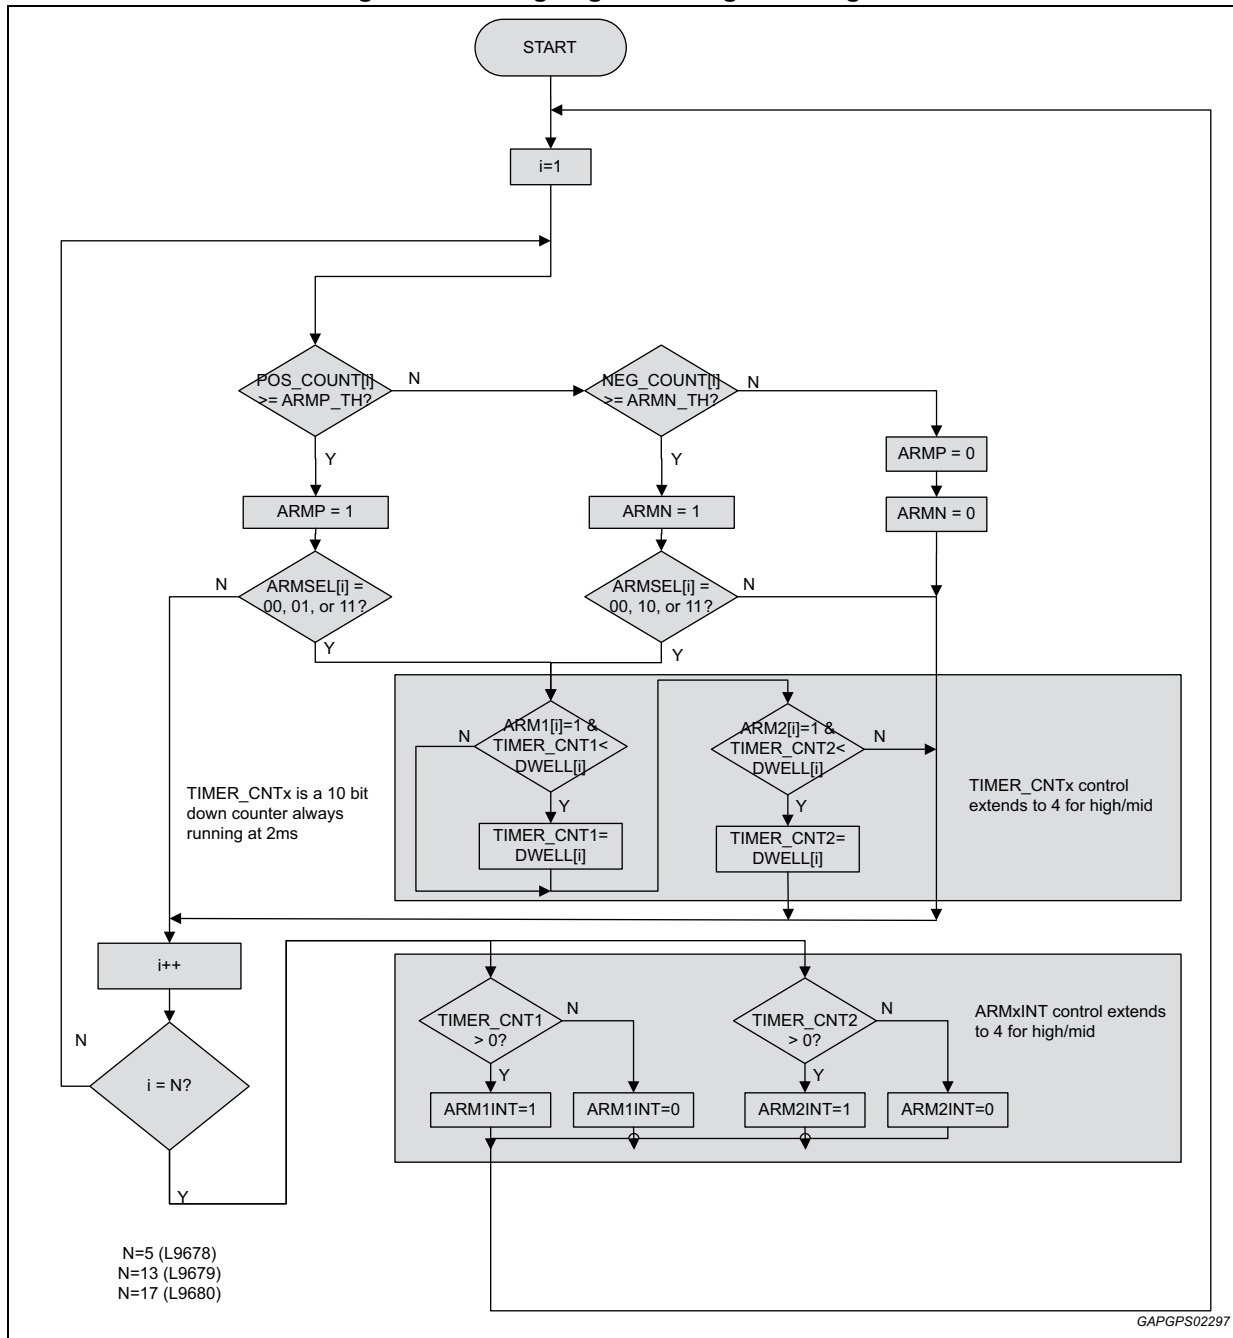 START
i=1
POS_COUNT[i]
>= ARMP_TH?
N
NEG_COUNT[i]
>= ARMN_TH?
N
Y
Y
ARMP = 0
ARMP = 1
ARMN = 1
ARMN = 0
N
ARMSEL[i] =
00, 01, or 11?
ARMSEL[i] =
00, 10, or 11?
N
Y
Y
N
ARM1[i]=1 &
TIMER_CNT1<
DWELL[i]
ARM2[i]=1 &
TIMER_CNT2<
DWELL[i]
N
TIMER_CNTx is a 10 bit
down counter always
running at 2ms
TIMER_CNTx control
extends to 4 for high/mid
Y
Y
TIMER_CNT1=
DWELL[i]
TIMER_CNT2=
DWELL[i]
i++
N
i = N?
Y
TIMER_CNT1
> 0?
N
TIMER_CNT2
> 0?
N
ARMxINT control extends
to 4 for high/mid
Y
Y
ARM1INT=1
ARM1INT=0
ARM2INT=1
ARM2INT=0
N=5 (L9678)
N=13 (L9679)
N=17 (L9680)
GAPGPS02297